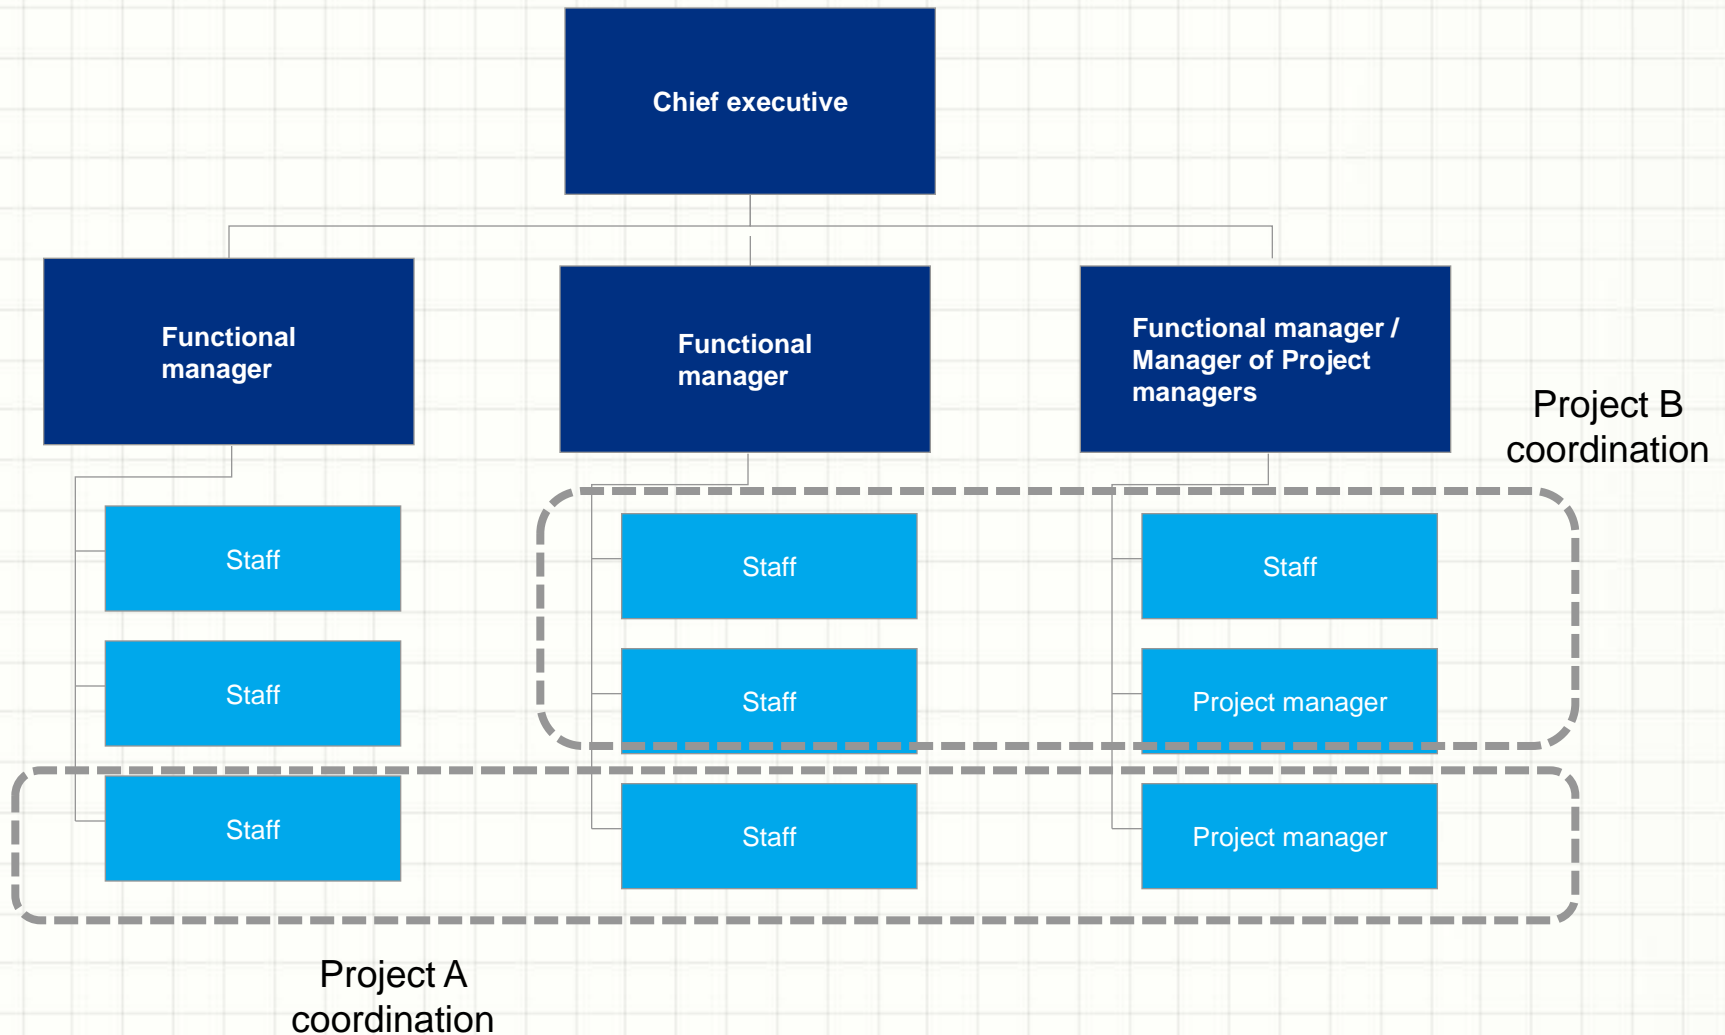 Chief executive
Functional
manager
Functional
manager
Functional manager /
Manager of Project
managers
Project B
coordination
Staff
Staff
Staff
Staff
Staff
Project manager
Staff
Staff
Project manager
Project A
coordination